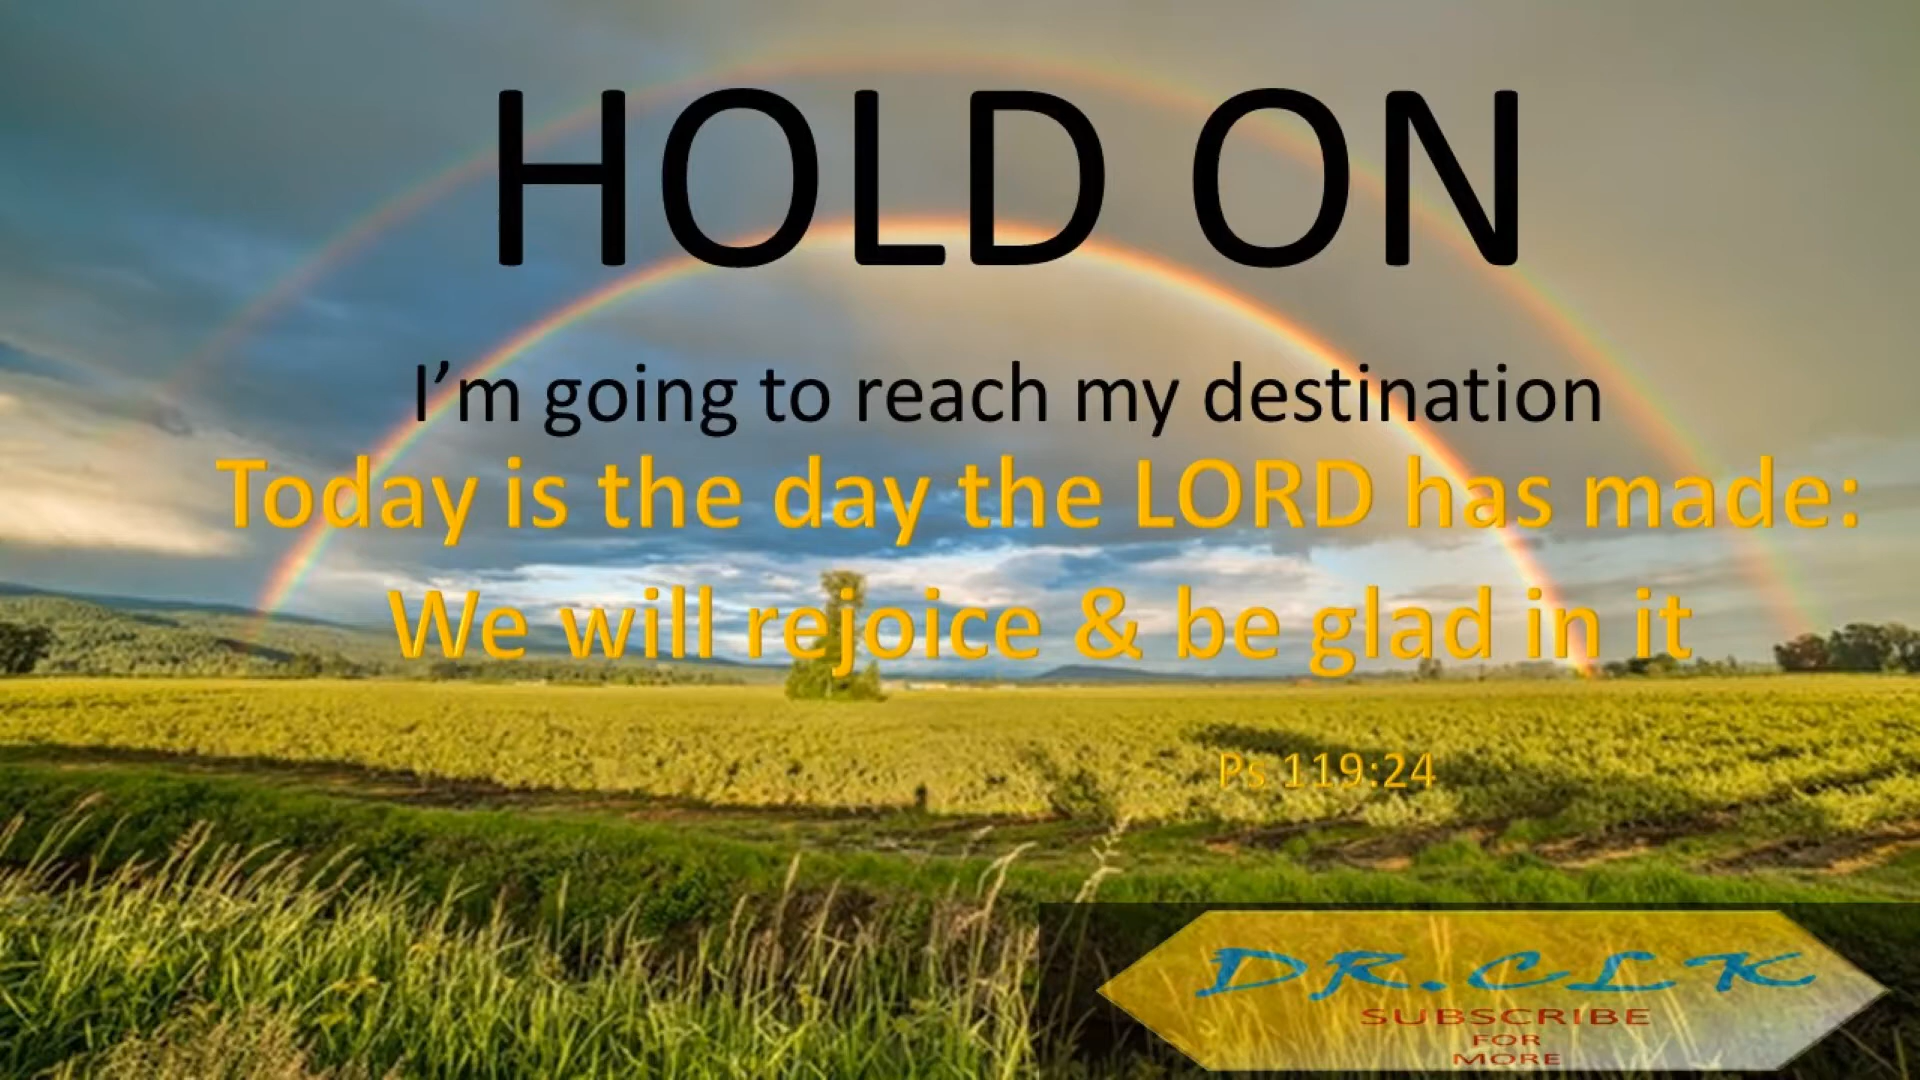 HOLD ON
I'm going to reach my destination
Today is the day the LORD has made:
We will rejoice & be glad in it
Ps 119:24
DR.CLK
SUBSCRIBE
FOR
MORE